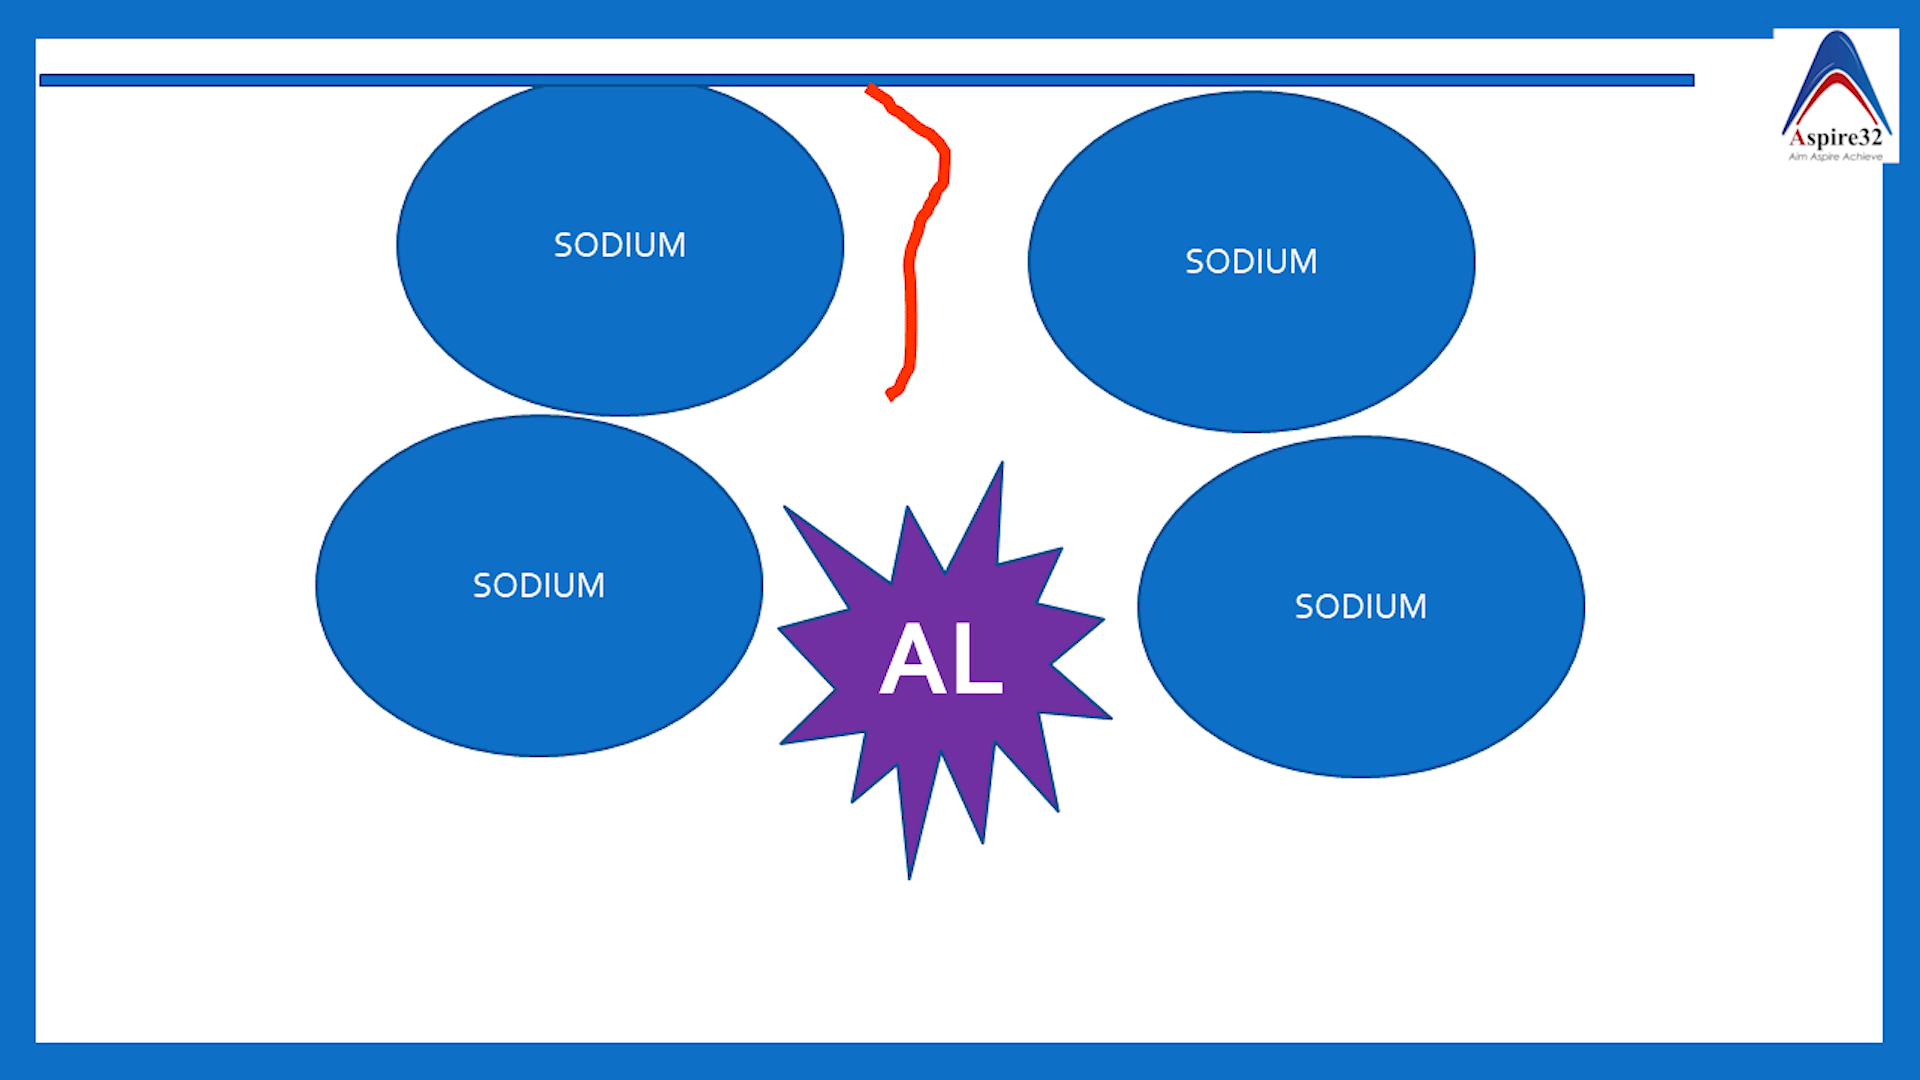 Aspire32
Aim Aspire Achieve
SODIUM
SODIUM
SODIUM
SODIUM
AL